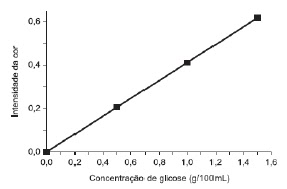 Intensidade da cor
0,6
0,4
0,2
0,0
0,0 0,2 0,4 0,6 0,8 1,0 1,2 1,4 1,6
Concentração de glicose (g/100mL)